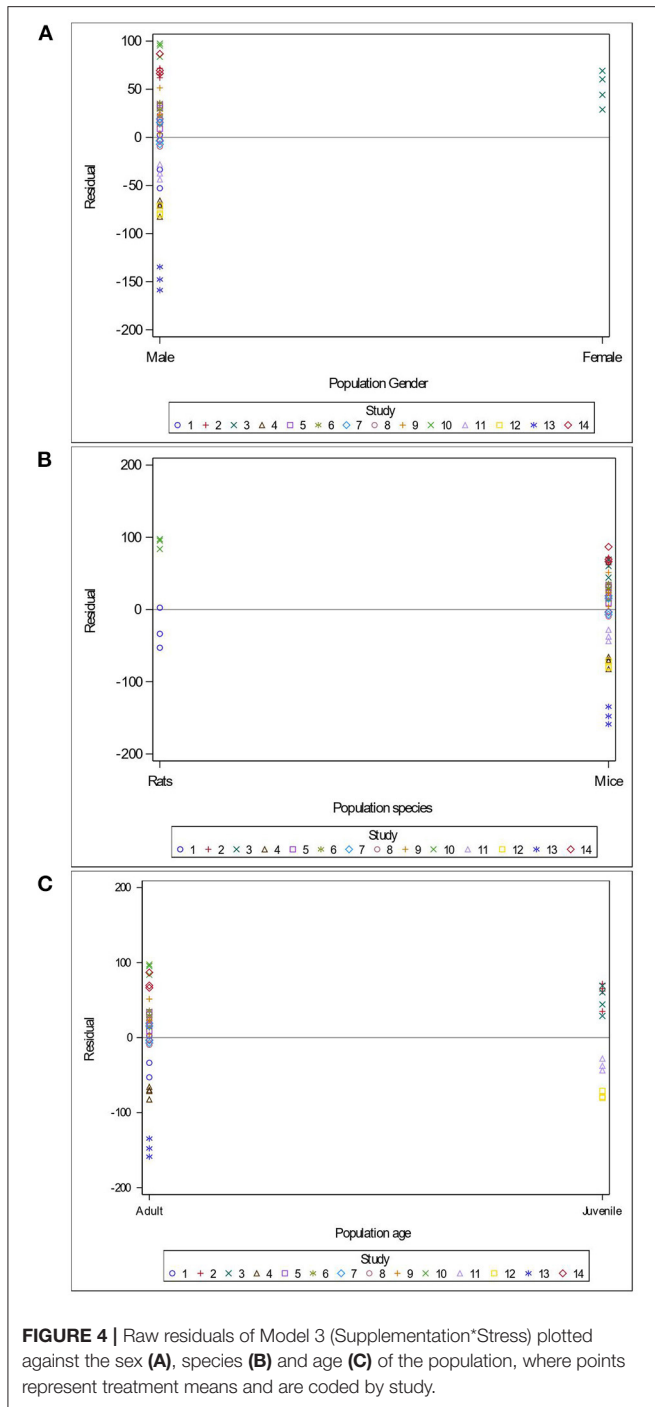 A
100
50
0
-50
-100
-150
-200
Residual
Male
Female
Population Gender
Study
1 2 3 4 5 6 7 8 9 10 11 12 13 14
B
200
100
0
-100
-200
Residual
Rats
Mice
Population species
Study
1 2 3 4 5 6 7 8 9 10 11 12 13 14
C
200
100
0
-100
-200
Residual
Adult
Juvenile
Population age
Study
1 2 3 4 5 6 7 8 9 10 11 12 13 14
FIGURE 4 | Raw residuals of Model 3 (Supplementation*Stress) plotted
against the sex (A), species (B) and age (C) of the population, where points
represent treatment means and are coded by study.